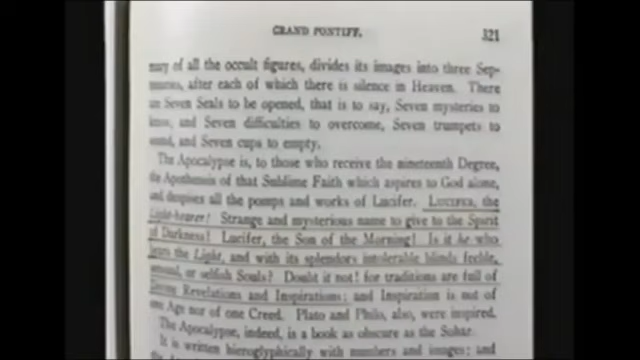 GRAND PONTIFF. 321
mary of all the occult figures, divides its images into three Sep-
tenaries, after each of which there is silence in Heaven. There
are Seven Seals to be opened, that is to say, Seven mysteries to
know, and Seven difficulties to overcome, Seven trumpets to
sound, and Seven cups to empty.
The Apocalypse is, to those who receive the nineteenth Degree,
the Apotheosis of that Sublime Faith which aspires to God alone,
and despises all the pomps and works of Lucifer. LUCIFER, the
Light-bearer! Strange and mysterious name to give to the Spirit
of Darkness! Lucifer, the Son of the Morning! Is it he who
bears the Light, and with its splendors intolerable blinds feeble,
sensual, or selfish Souls? Doubt it not! for traditions are full of
Divine Revelations and Inspirations: and Inspiration is not of
one Age nor of one Creed. Plato and Philo, also, were inspired.
The Apocalypse, indeed, is a book as obscure as the Sohar.
It is written hieroglyphically with numbers and images; and